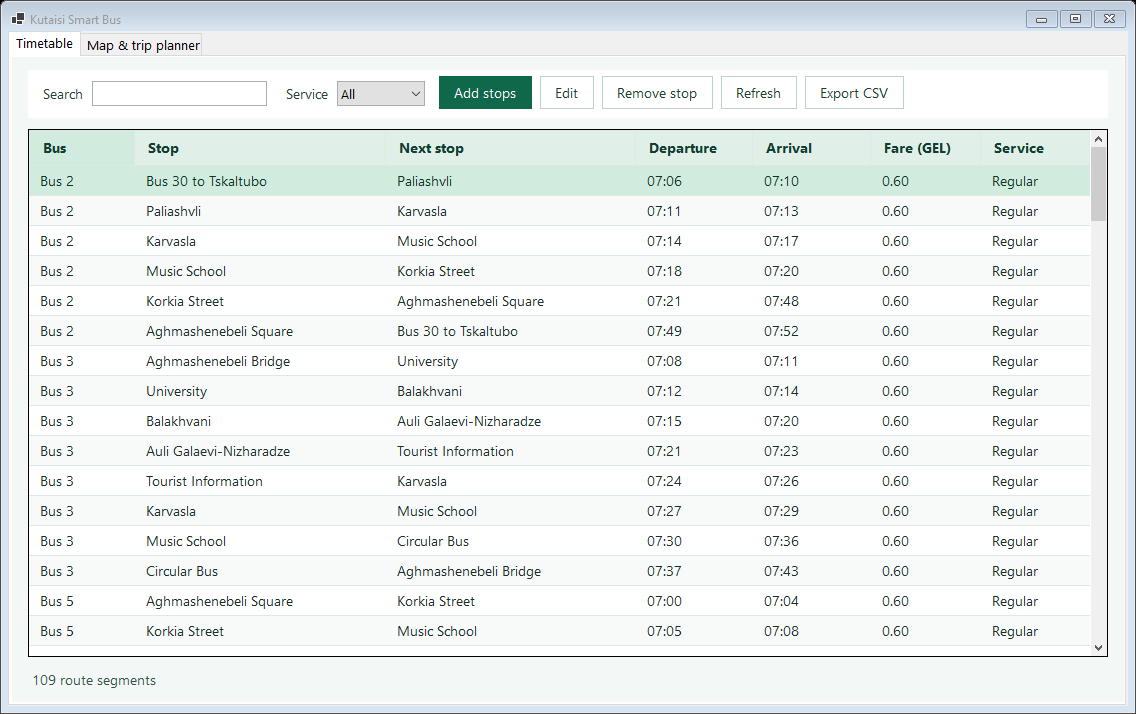 Kutaisi Smart Bus
Timetable Map & trip planner
Search Service All Add stops Edit Remove stop Refresh Export CSV
Bus Stop Next stop Departure Arrival Fare (GEL) Service
Bus 2 Bus 30 to Tskaltubo Paliashvli 07:06 07:10 0.60 Regular
Bus 2 Paliashvli Karvasla 07:11 07:13 0.60 Regular
Bus 2 Karvasla Music School 07:14 07:17 0.60 Regular
Bus 2 Music School Korkia Street 07:18 07:20 0.60 Regular
Bus 2 Korkia Street Aghmashenebeli Square 07:21 07:48 0.60 Regular
Bus 2 Aghmashenebeli Square Bus 30 to Tskaltubo 07:49 07:52 0.60 Regular
Bus 3 Aghmashenebeli Bridge University 07:08 07:11 0.60 Regular
Bus 3 University Balakhvani 07:12 07:14 0.60 Regular
Bus 3 Balakhvani Auli Galaevi-Nizharadze 07:15 07:20 0.60 Regular
Bus 3 Auli Galaevi-Nizharadze Tourist Information 07:21 07:23 0.60 Regular
Bus 3 Tourist Information Karvasla 07:24 07:26 0.60 Regular
Bus 3 Karvasla Music School 07:27 07:29 0.60 Regular
Bus 3 Music School Circular Bus 07:30 07:36 0.60 Regular
Bus 3 Circular Bus Aghmashenebeli Bridge 07:37 07:43 0.60 Regular
Bus 5 Aghmashenebeli Square Korkia Street 07:00 07:04 0.60 Regular
Bus 5 Korkia Street Music School 07:05 07:08 0.60 Regular
109 route segments